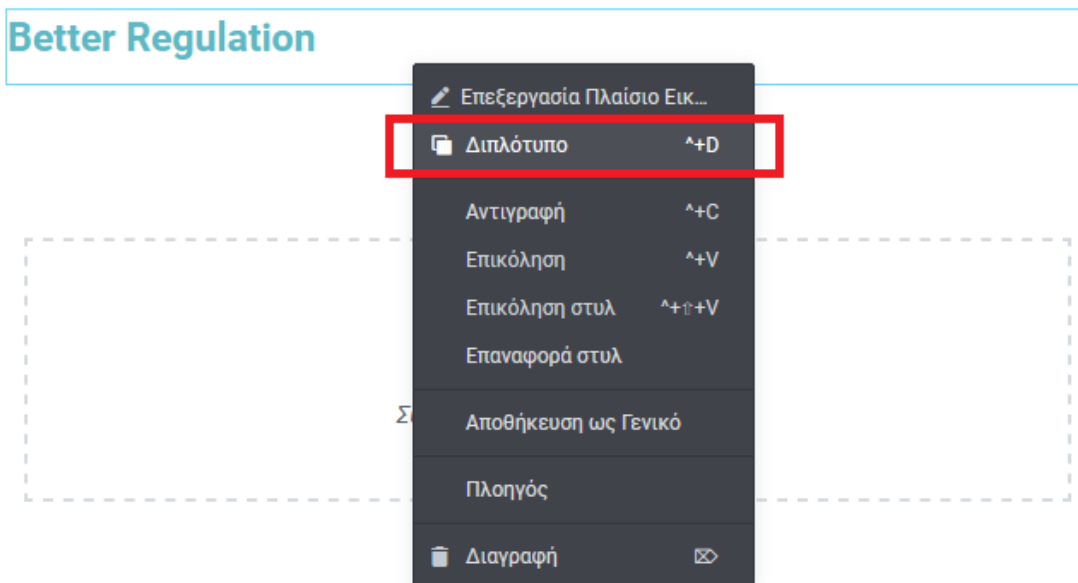 Better Regulation
Επεξεργασία Πλαίσιο Εικ...
Διπλότυπο ^+D
Αντιγραφή ^+C
Επικόληση ^+V
Επικόληση στυλ ^+⇧+V
Επαναφορά στυλ
Αποθήκευση ως Γενικό
Πλοηγός
Διαγραφή ⌦